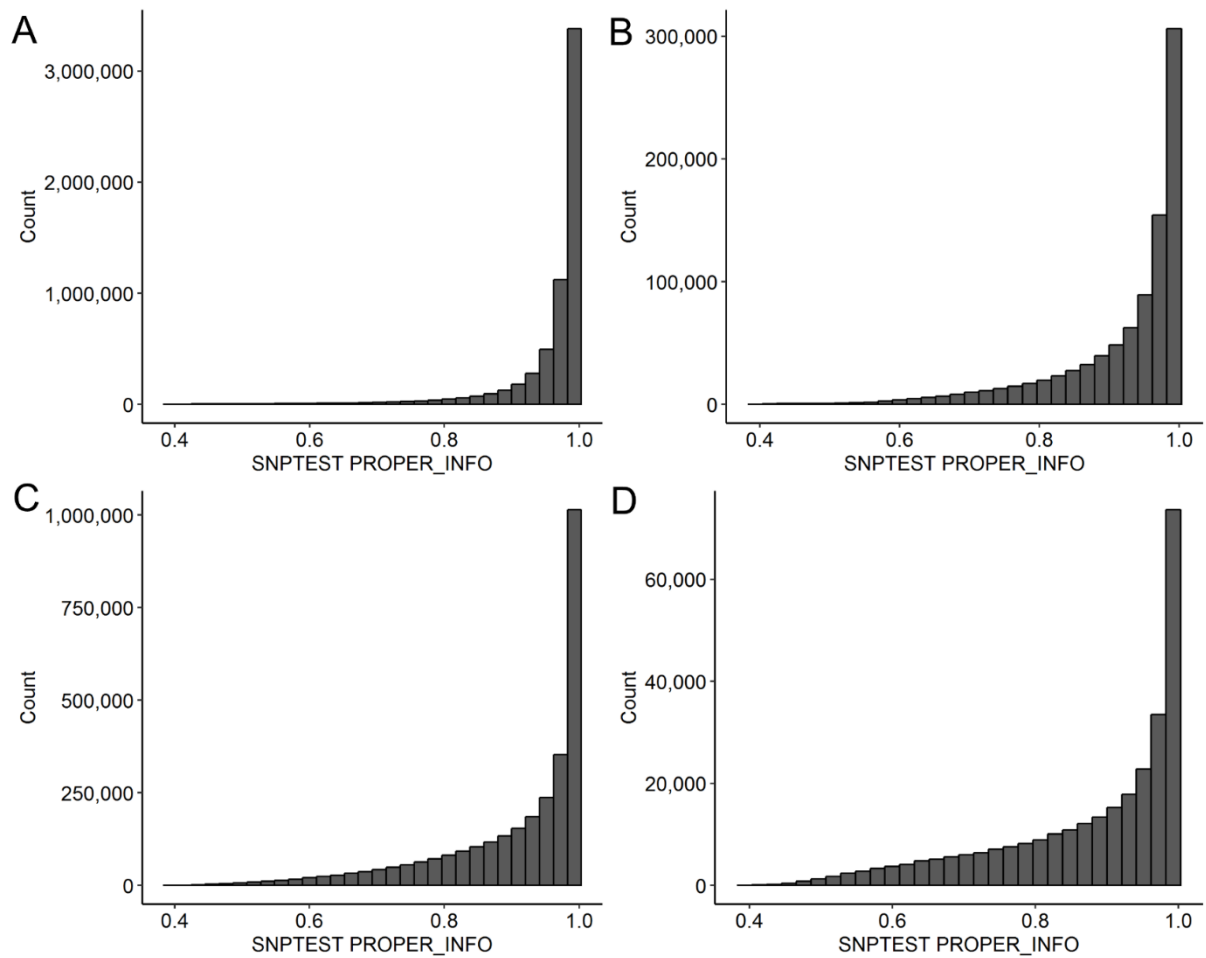 A
3,000,000
2,000,000
1,000,000
0
Count
0.4 0.6 0.8 1.0
SNPTEST PROPER_INFO
B
300,000
200,000
100,000
0
Count
0.4 0.6 0.8 1.0
SNPTEST PROPER_INFO
C
1,000,000
750,000
500,000
250,000
0
Count
0.4 0.6 0.8 1.0
SNPTEST PROPER_INFO
D
60,000
40,000
20,000
0
Count
0.4 0.6 0.8 1.0
SNPTEST PROPER_INFO